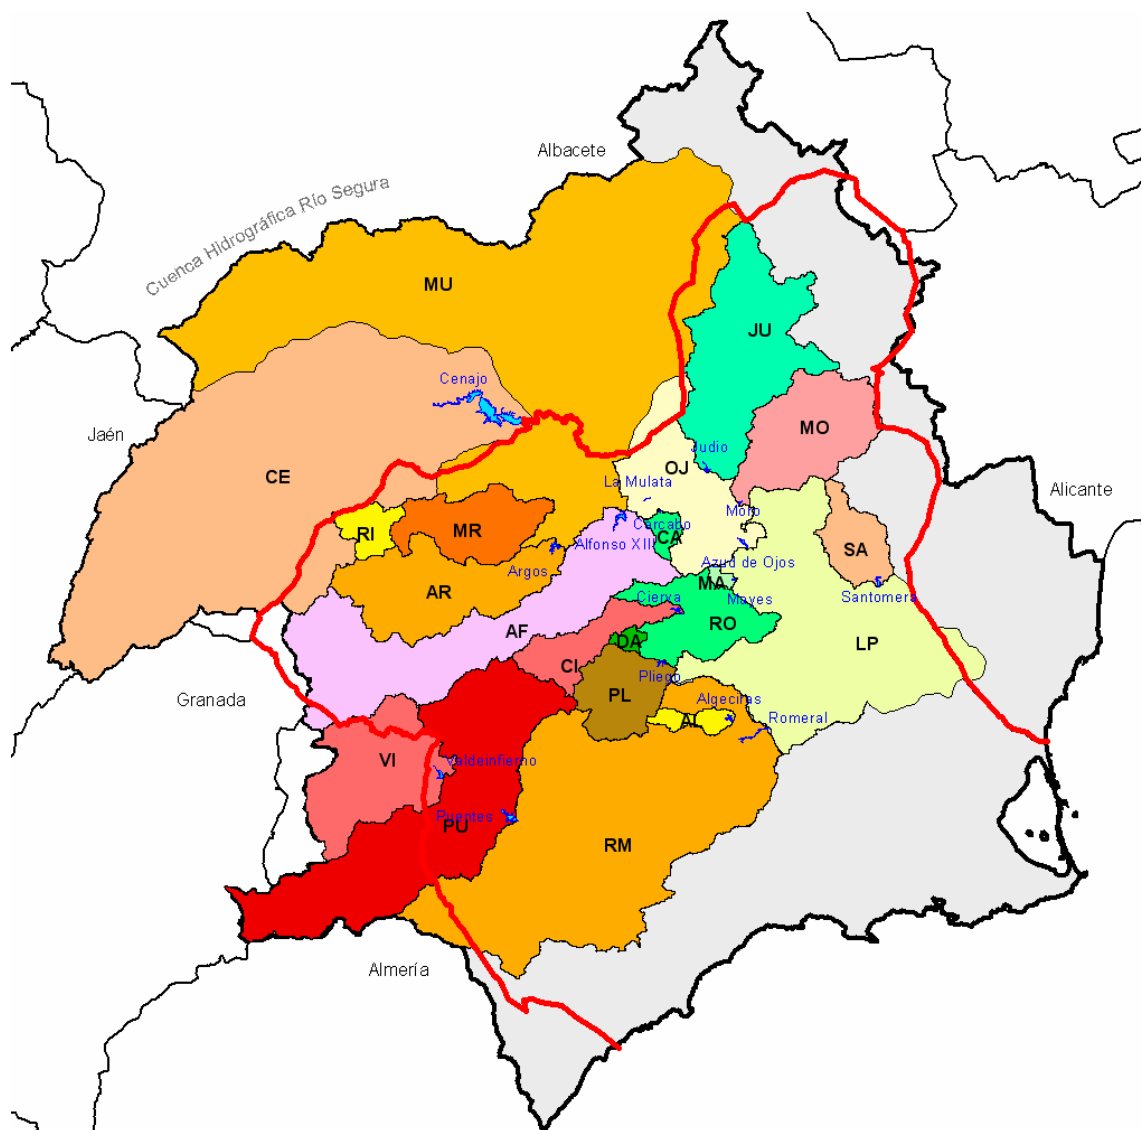 Albacete
Cuenca Hidrográfica Río Segura
MU
JU
Cenajo
MO
Jaén
Judio
OJ
CE
La Mulata
Alicante
Moro
Carcabo
MR
RI
CA
Alfonso XIII
SA
Azud de Ojos
Argos
MA
AR
Cierva
Mayes
Santomera
RO
AF
DA
LP
CI
Pliego
PL
Granada
Algeciras
AL
Romeral
VI
Valdeinfierno
Puentes
PU
RM
Almería